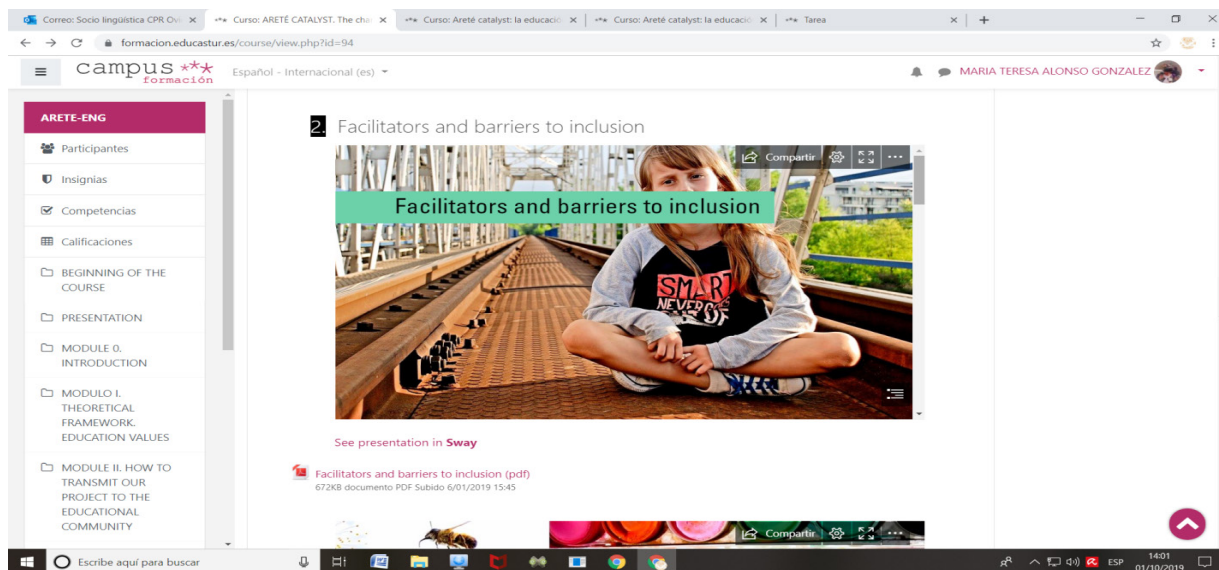 Correo: Socio lingüística CPR Ov
Curso: ARETÉ CATALYST. The cha
Curso: Areté catalyst: la educació
Curso: Areté catalyst: la educació
Tarea
formacion.educastur.es/course/view.php?id=94
campus ***
formación
Español - Internacional (es)
MARIA TERESA ALONSO GONZALEZ
ARETE-ENG
Participantes
Insignias
Competencias
Calificaciones
BEGINNING OF THE
COURSE
PRESENTATION
MODULE 0.
INTRODUCTION
MODULO I.
THEORETICAL
FRAMEWORK.
EDUCATION VALUES
MODULE II. HOW TO
TRANSMIT OUR
PROJECT TO THE
EDUCATIONAL
COMMUNITY
2. Facilitators and barriers to inclusion
Compartir
Facilitators and barriers to inclusion
SMART
NEVER
See presentation in Sway
Facilitators and barriers to inclusion (pdf)
672KB documento PDF Subido 6/01/2019 15:45
Compartir
Escribe aquí para buscar
ESP
14:01
01/10/2019